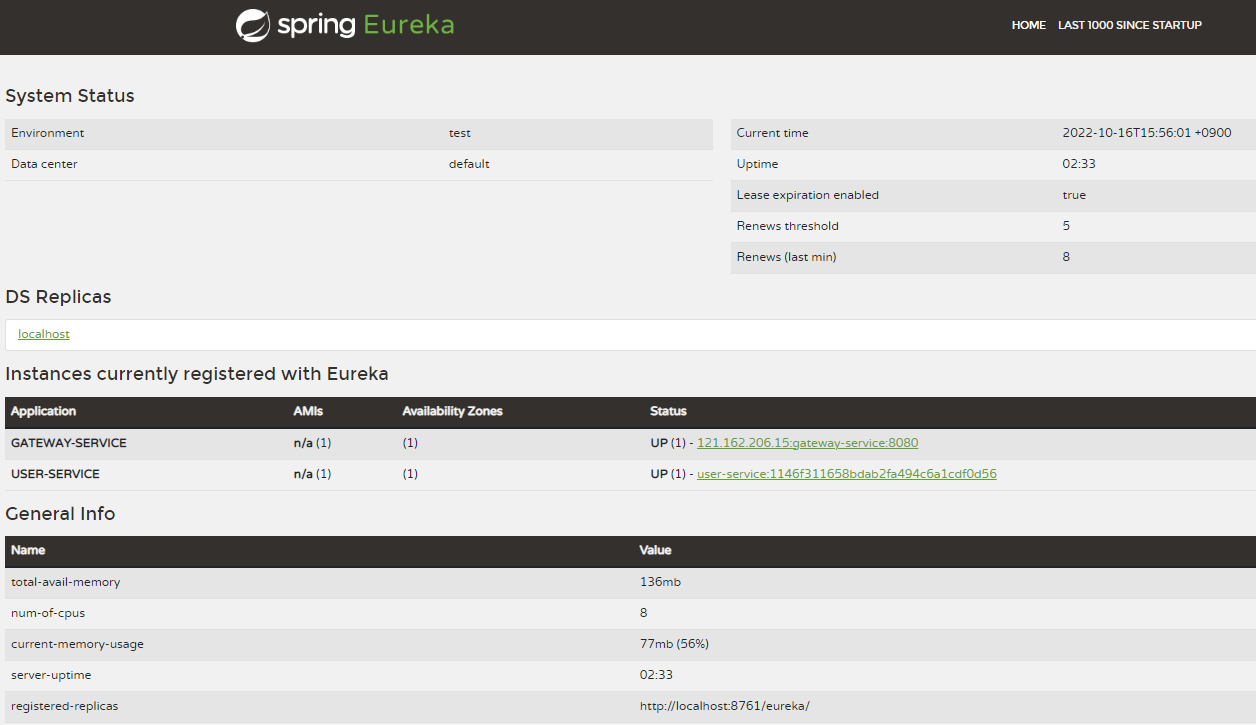 spring Eureka
HOME LAST 1000 SINCE STARTUP
System Status
Environment test
Data center default
Current time 2022-10-16T15:56:01 +0900
Uptime 02:33
Lease expiration enabled true
Renews threshold 5
Renews (last min) 8
DS Replicas
localhost
Instances currently registered with Eureka
Application AMIs Availability Zones Status
GATEWAY-SERVICE n/a (1) (1) UP (1) - 121.162.206.15:gateway-service:8080
USER-SERVICE n/a (1) (1) UP (1) - user-service:1146f311658bdab2fa494c6a1cdf0d56
General Info
Name Value
total-avail-memory 136mb
num-of-cpus 8
current-memory-usage 77mb (56%)
server-uptime 02:33
registered-replicas http://localhost:8761/eureka/